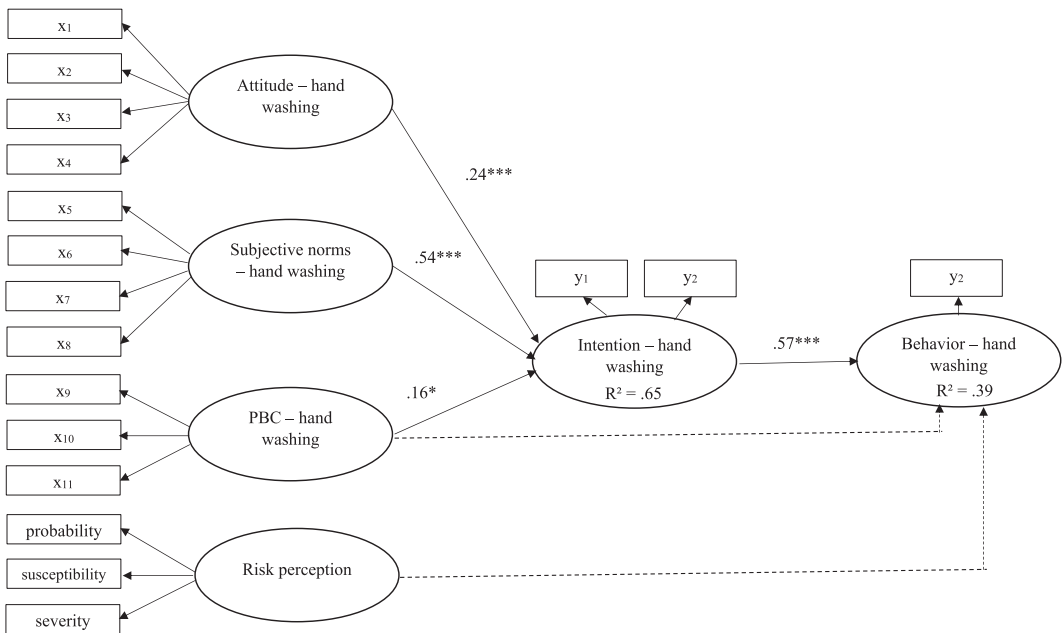 x₁
x₂
x₃
x₄
Attitude – hand
washing
.24***
x₅
x₆
x₇
x₈
Subjective norms
– hand washing
.54***
y₁
y₂
y₂
Intention – hand
washing
R² = .65
.57***
Behavior – hand
washing
R² = .39
x₉
x₁₀
x₁₁
PBC – hand
washing
.16*
probability
susceptibility
severity
Risk perception